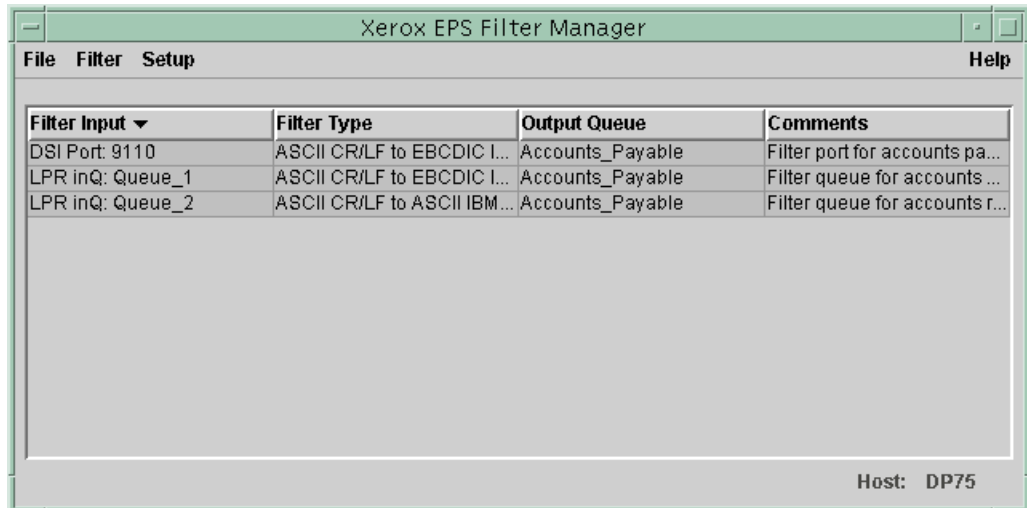 Xerox EPS Filter Manager
File Filter Setup Help
Filter Input Filter Type Output Queue Comments
DSI Port: 9110 ASCII CR/LF to EBCDIC I... Accounts_Payable Filter port for accounts pa...
LPR inQ: Queue_1 ASCII CR/LF to EBCDIC I... Accounts_Payable Filter queue for accounts ...
LPR inQ: Queue_2 ASCII CR/LF to ASCII IBM... Accounts_Payable Filter queue for accounts r...
Host: DP75